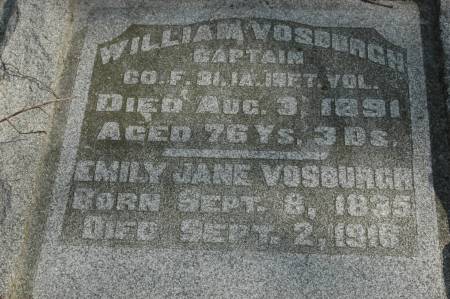 WILLIAM VOSBURGH
CAPTAIN
CO. F. 31. IA. INFT. VOL.
DIED AUG. 3, 1891
AGED 76 YS. 3 DS.
EMILY JANE VOSBURGH
BORN SEPT. 8, 1835
DIED SEPT. 2, 1916